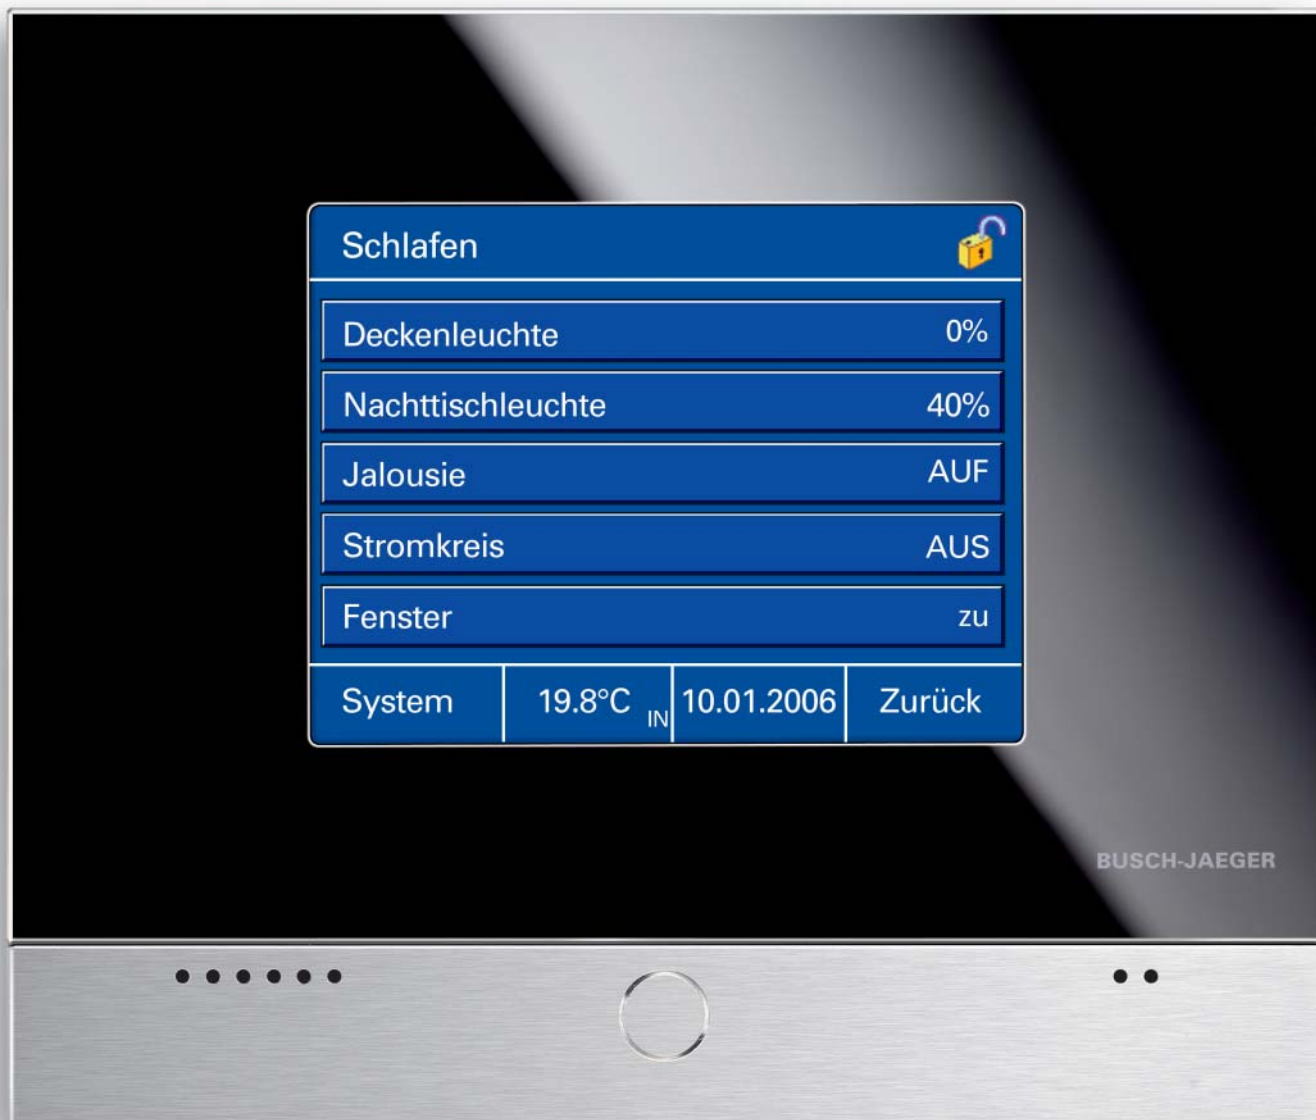 Schlafen
Deckenleuchte 0%
Nachttischleuchte 40%
Jalousie AUF
Stromkreis AUS
Fenster zu
System 19.8°C IN 10.01.2006 Zurück
BUSCH-JAEGER